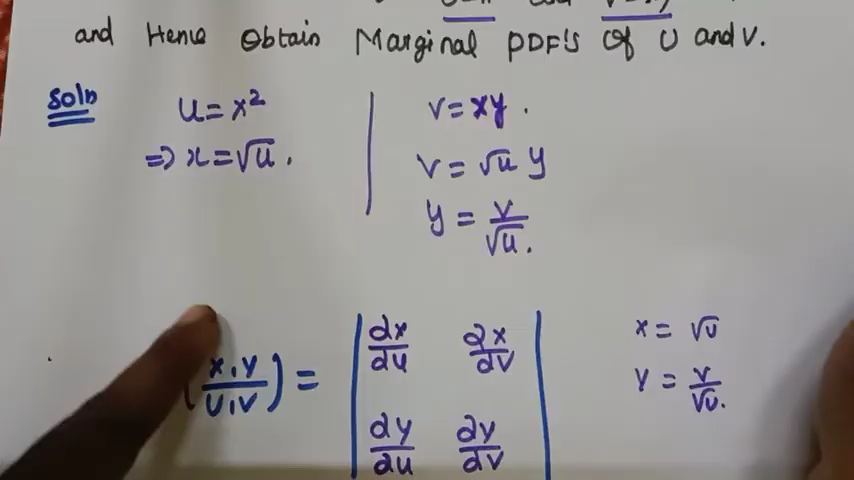 and Hence Obtain Marginal PDF's Of U and V.
Soln
u = x²
⇒ x = √u.
v = xy.
v = √u y
y = v/√u.
(x,y/u,v) = | ∂x/∂u ∂x/∂v |
| ∂y/∂u ∂y/∂v |
x = √u
y = v/√u.